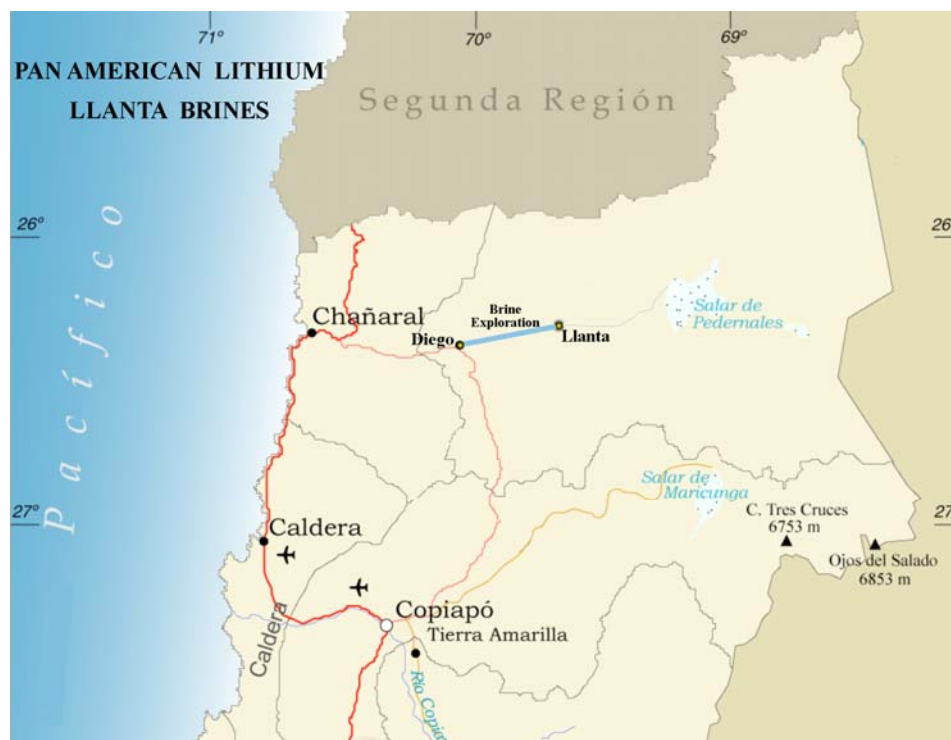 71°
70°
69°
PAN AMERICAN LITHIUM
LLANTA BRINES
Segunda Región
26°
26
Pacífico
Chañaral
Brine
Exploration
Diego
Llanta
Salar de
Pedernales
Salar de
Maricunga
27°
27
C. Tres Cruces
6753 m
Ojos del Salado
6853 m
Caldera
Caldera
Copiapó
Tierra Amarilla
Río Copia